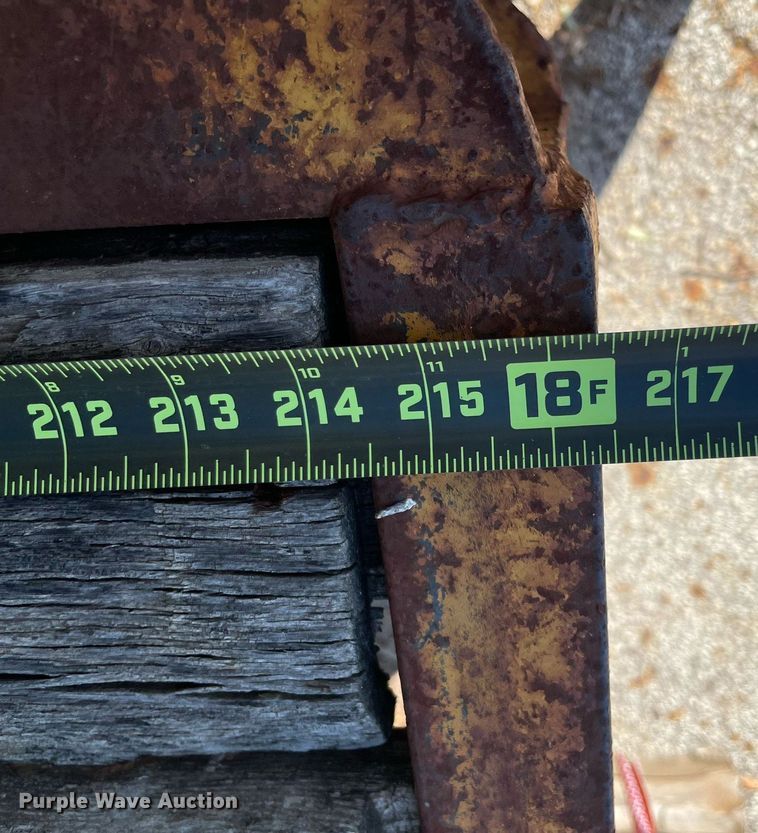 8 9 10 11 1
212 213 214 215 18F 217
Purple Wave Auction